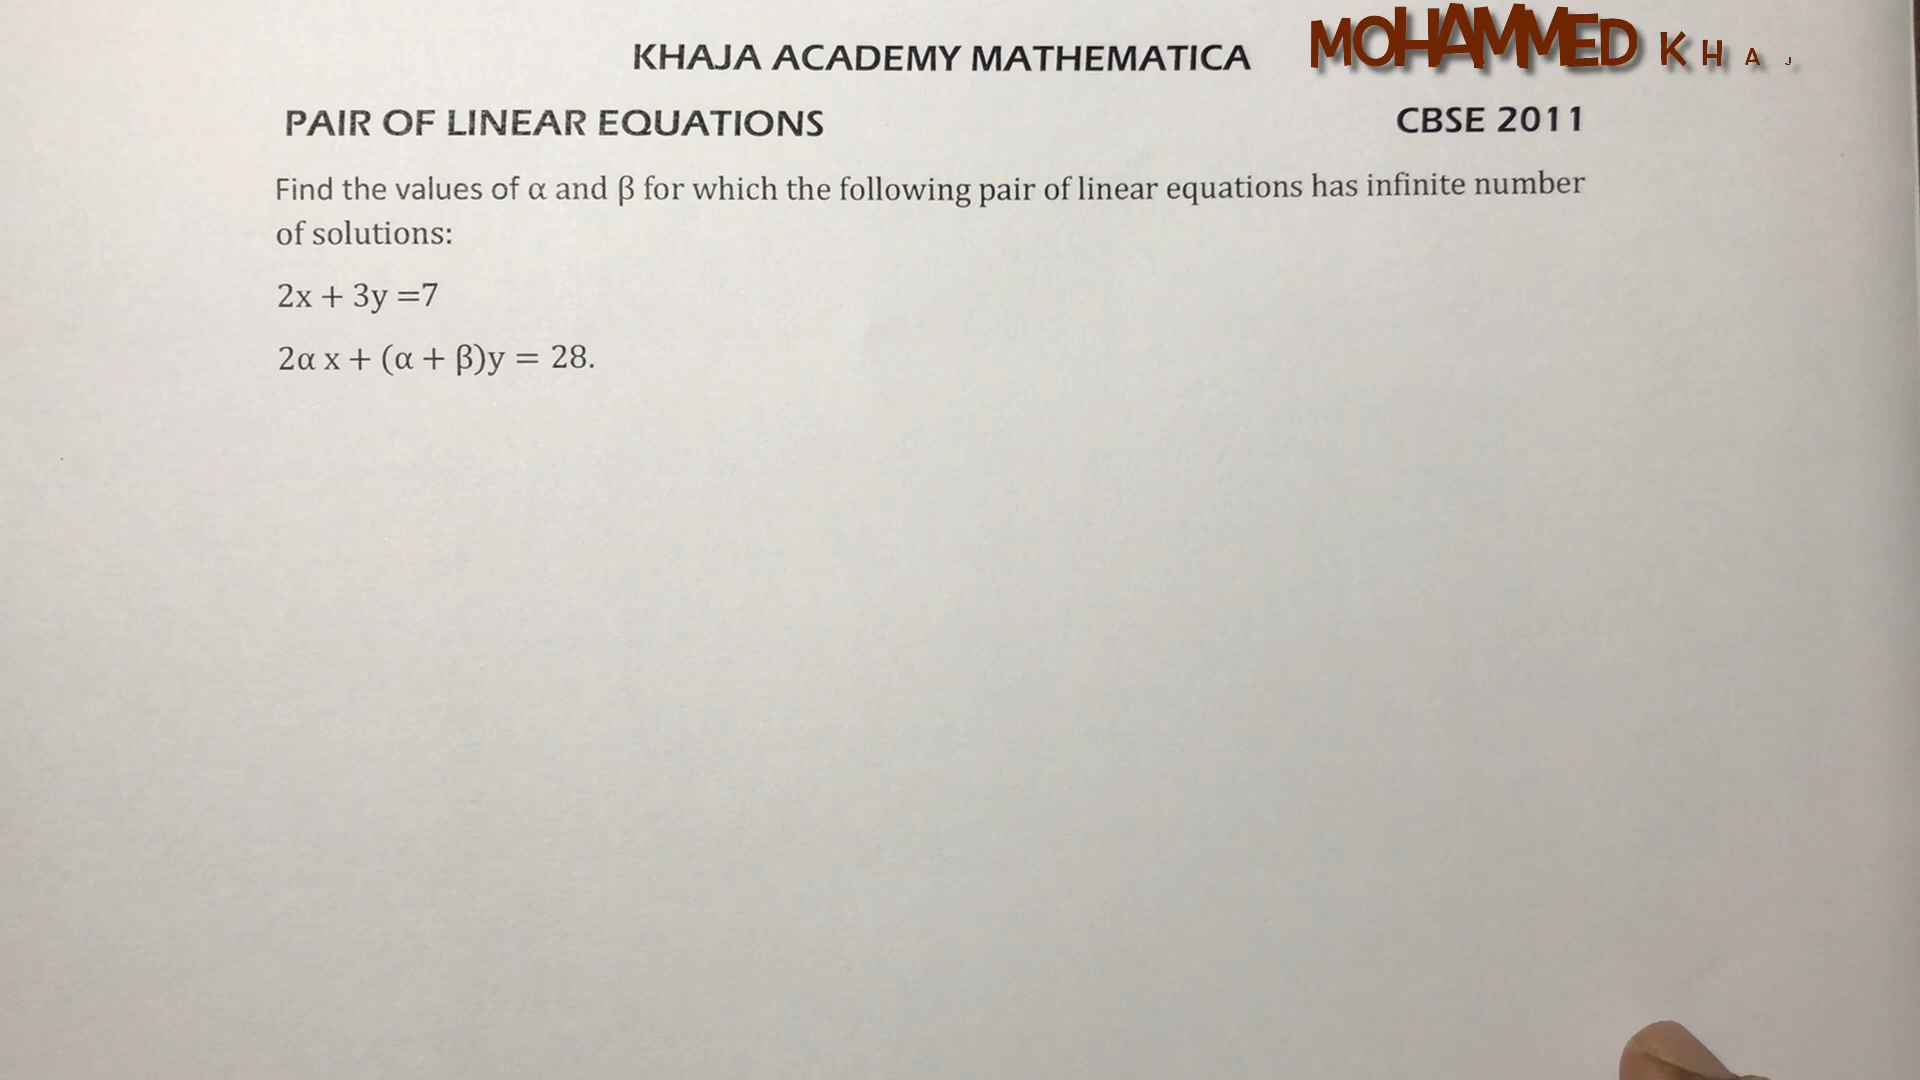 KHAJA ACADEMY MATHEMATICA
MOHAMMED KHAJ
PAIR OF LINEAR EQUATIONS
CBSE 2011
Find the values of α and β for which the following pair of linear equations has infinite number
of solutions:
2x + 3y =7
2α x + (α + β)y = 28.